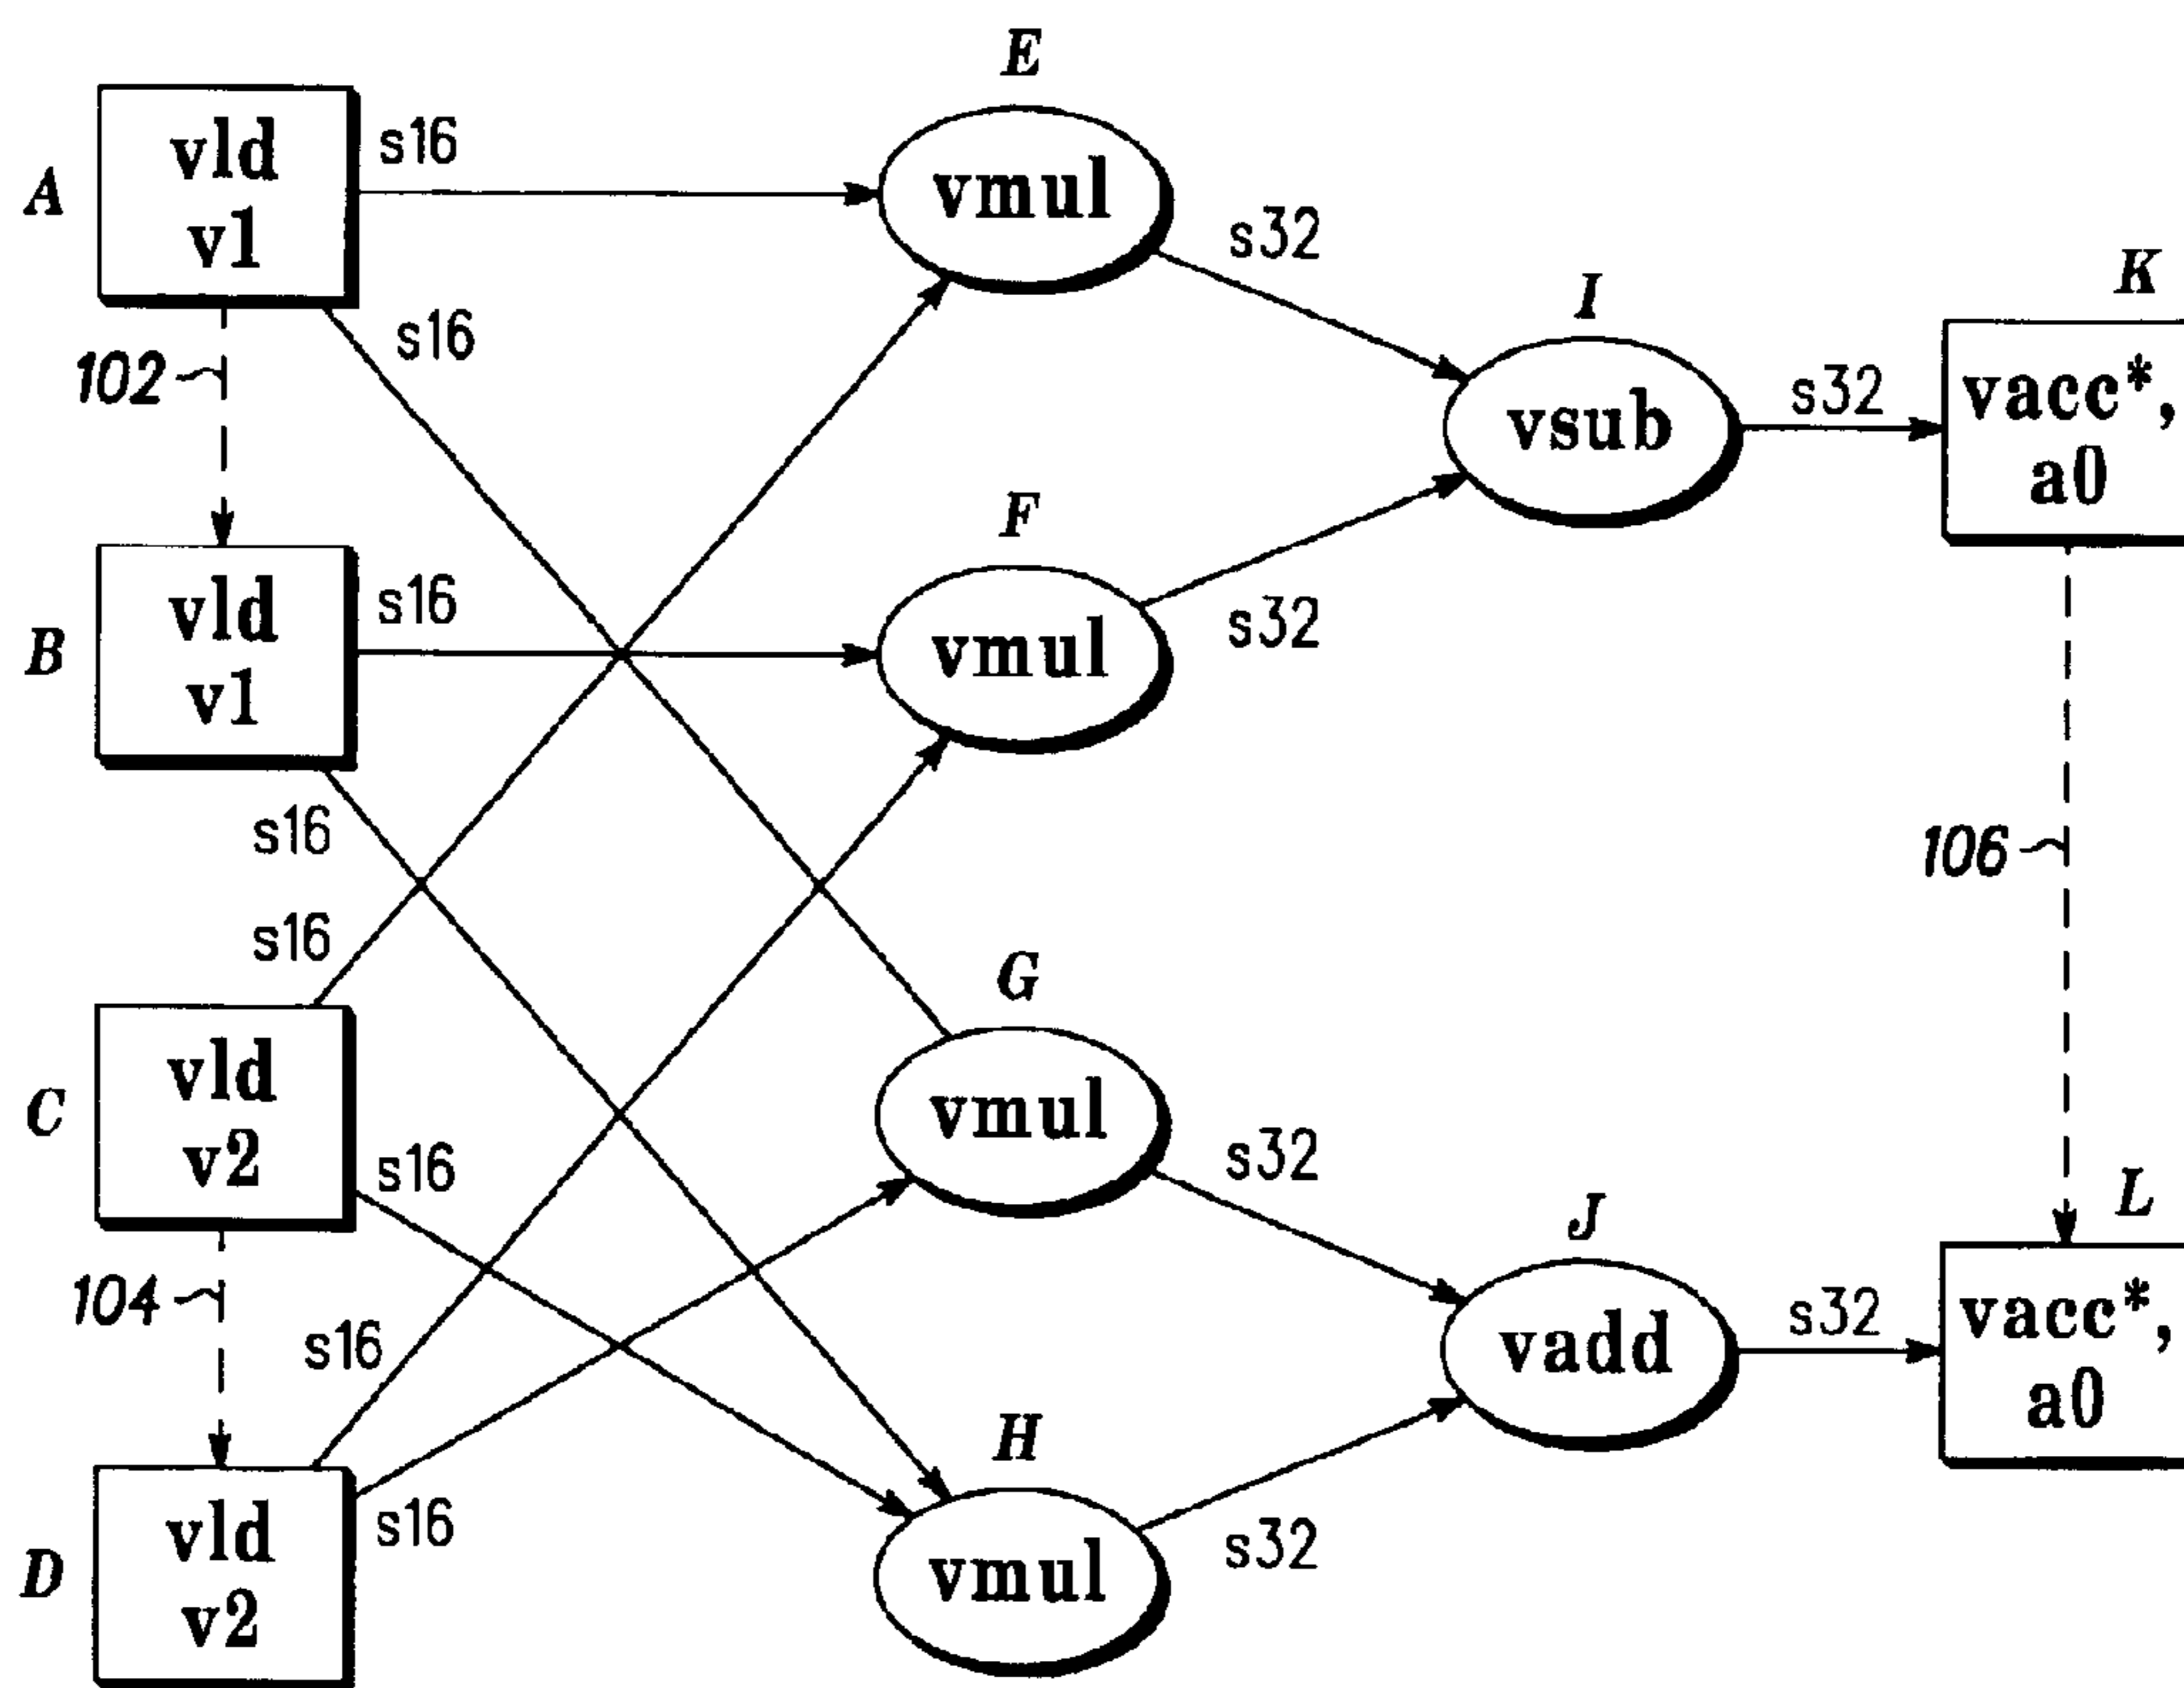 E
A
vld
v1
s16
vmul
s32
s16
102
I
K
vsub
s32
vacc*,
a0
F
B
vld
v1
s16
vmul
s32
s16
106
s16
G
C
vld
v2
s16
vmul
s32
J
L
104
s16
vadd
s32
vacc*,
a0
H
D
vld
v2
s16
vmul
s32